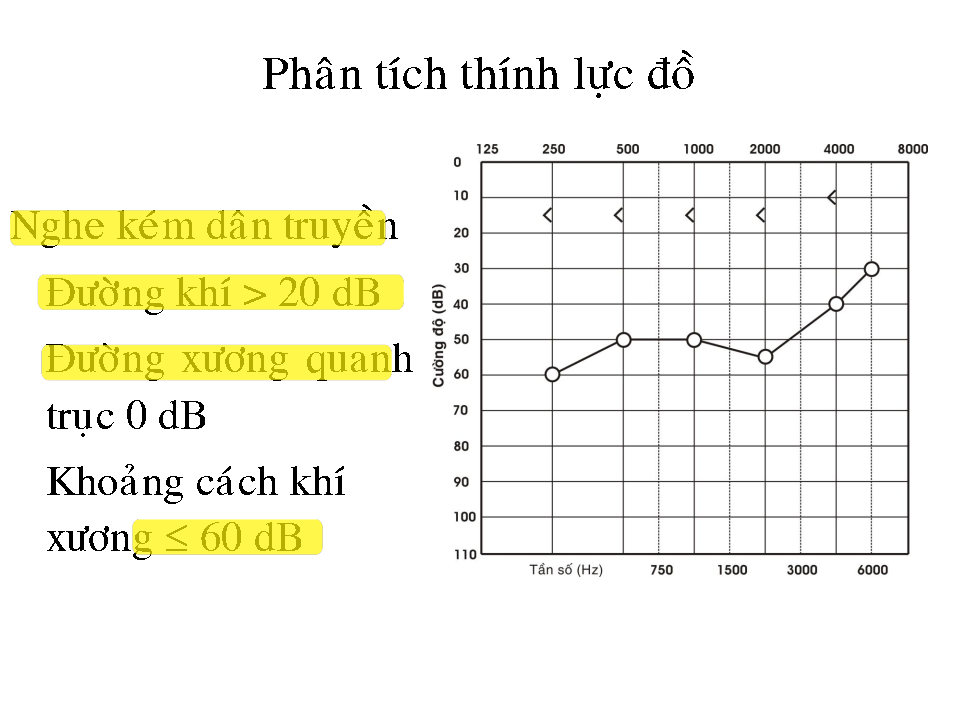 Phân tích thính lực đồ
Nghe kém dẫn truyền
Đường khí > 20 dB
Đường xương quanh
trục 0 dB
Khoảng cách khí
xương ≤ 60 dB
125 250 500 1000 2000 4000 8000
0
10
20
30
40
50
60
70
80
90
100
110
Cường độ (dB)
Tần số (Hz) 750 1500 3000 6000